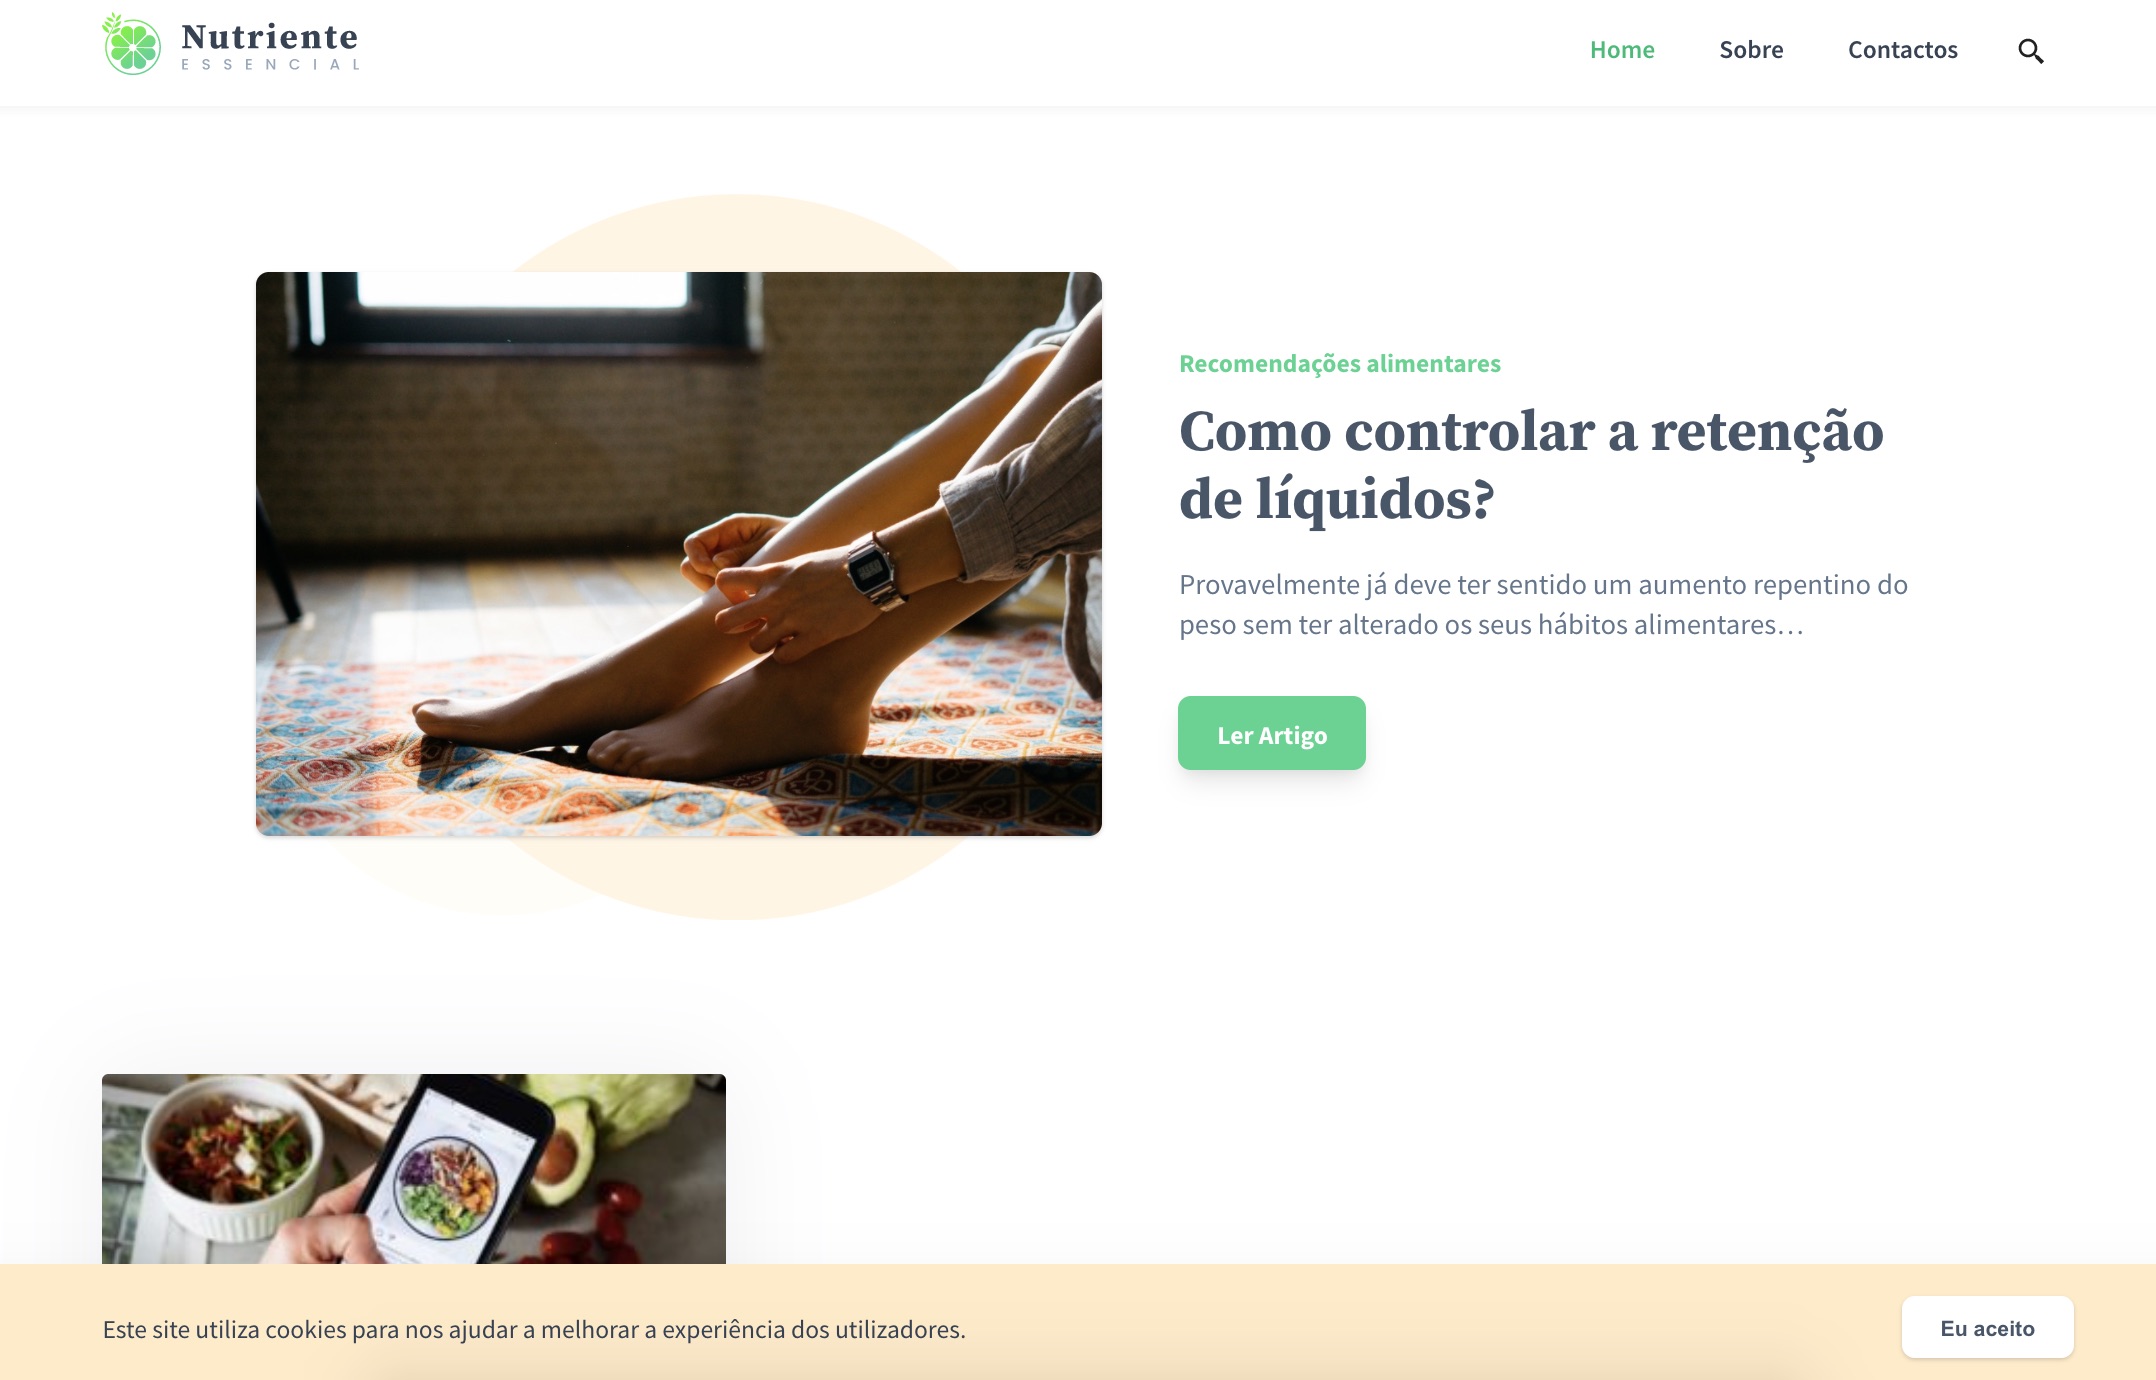 Nutriente
ESSENCIAL
Home
Sobre
Contactos
Recomendações alimentares
Como controlar a retenção
de líquidos?
Provavelmente já deve ter sentido um aumento repentino do
peso sem ter alterado os seus hábitos alimentares…
Ler Artigo
Este site utiliza cookies para nos ajudar a melhorar a experiência dos utilizadores.
Eu aceito